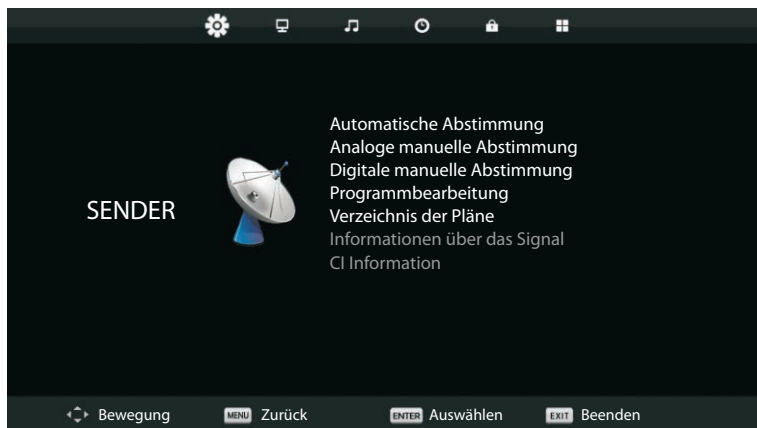 SENDER
Automatische Abstimmung
Analoge manuelle Abstimmung
Digitale manuelle Abstimmung
Programmbearbeitung
Verzeichnis der Pläne
Informationen über das Signal
CI Information
Bewegung MENU Zurück ENTER Auswählen EXIT Beenden